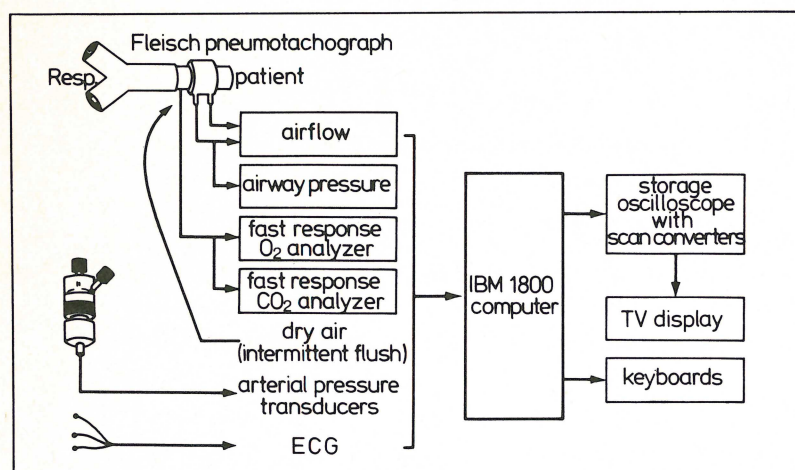 Fleisch pneumotachograph
Resp.
patient
airflow
airway pressure
fast response
O₂ analyzer
fast response
CO₂ analyzer
dry air
(intermittent flush)
arterial pressure
transducers
ECG
IBM 1800
computer
storage
oscilloscope
with
scan converters
TV display
keyboards